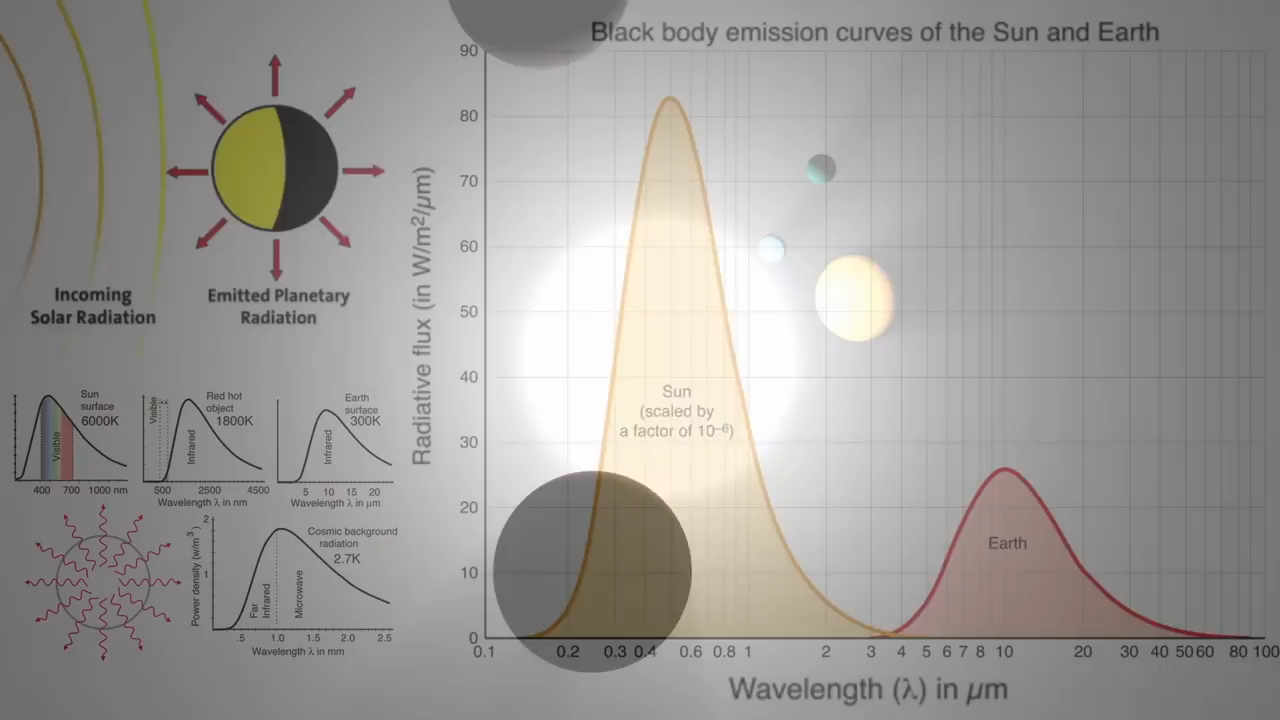 Black body emission curves of the Sun and Earth
90
80
70
60
50
40
30
20
10
0
Radiative flux (in W/m2/µm)
Sun
(scaled by
a factor of 10⁻⁶)
Earth
0.1 0.2 0.3 0.4 0.6 0.8 1 2 3 4 5 6 7 8 10 20 30 40 50 60 80 100
Wavelength (λ) in µm
Incoming
Solar Radiation
Emitted Planetary
Radiation
Sun
surface
6000K
Visible
400 700 1000 nm
Visible
Red hot
object
1800K
Infrared
500 2500 4500
Wavelength λ in nm
Earth
surface
300K
Infrared
5 10 15 20
Wavelength λ in µm
2
1
Power density (w/m³)
Cosmic background
radiation
2.7K
Far
Infrared
Microwave
.5 1.0 1.5 2.0 2.5
Wavelength λ in mm